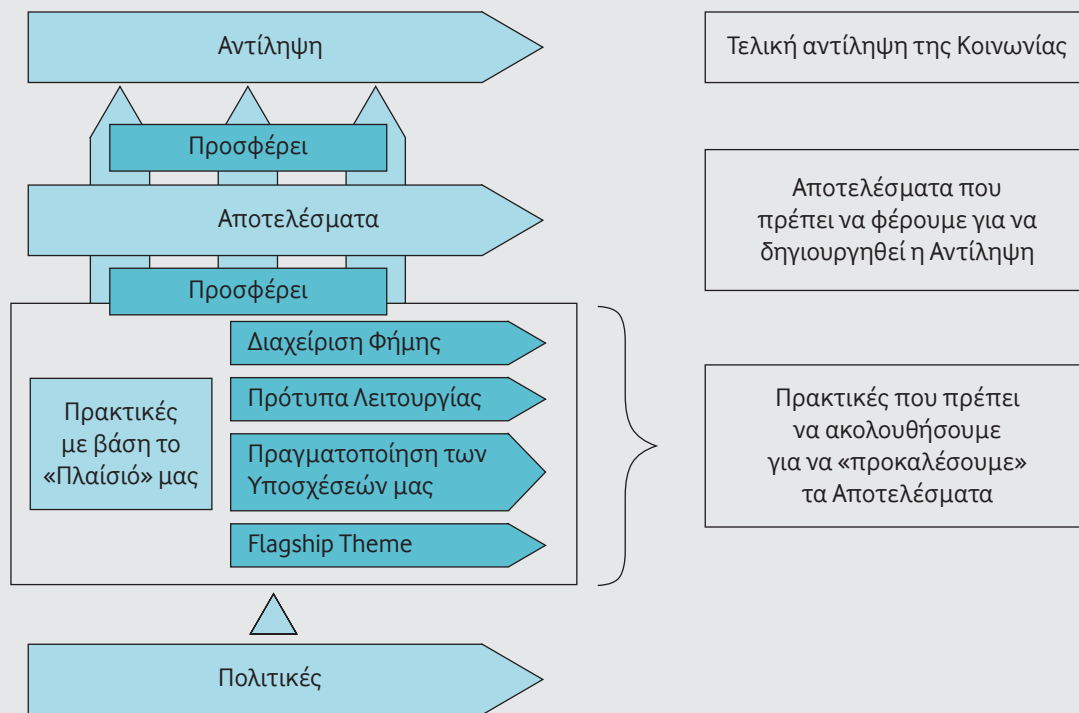 Αντίληψη
Τελική αντίληψη της Κοινωνίας
Προσφέρει
Αποτελέσματα
Αποτελέσματα που
πρέπει να φέρουμε για να
δηγιουργηθεί η Αντίληψη
Προσφέρει
Πρακτικές
με βάση το
«Πλαίσιό» μας
Διαχείριση Φήμης
Πρότυπα Λειτουργίας
Πραγματοποίηση των
Υποσχέσεών μας
Flagship Theme
Πρακτικές που πρέπει
να ακολουθήσουμε
για να «προκαλέσουμε»
τα Αποτελέσματα
Πολιτικές